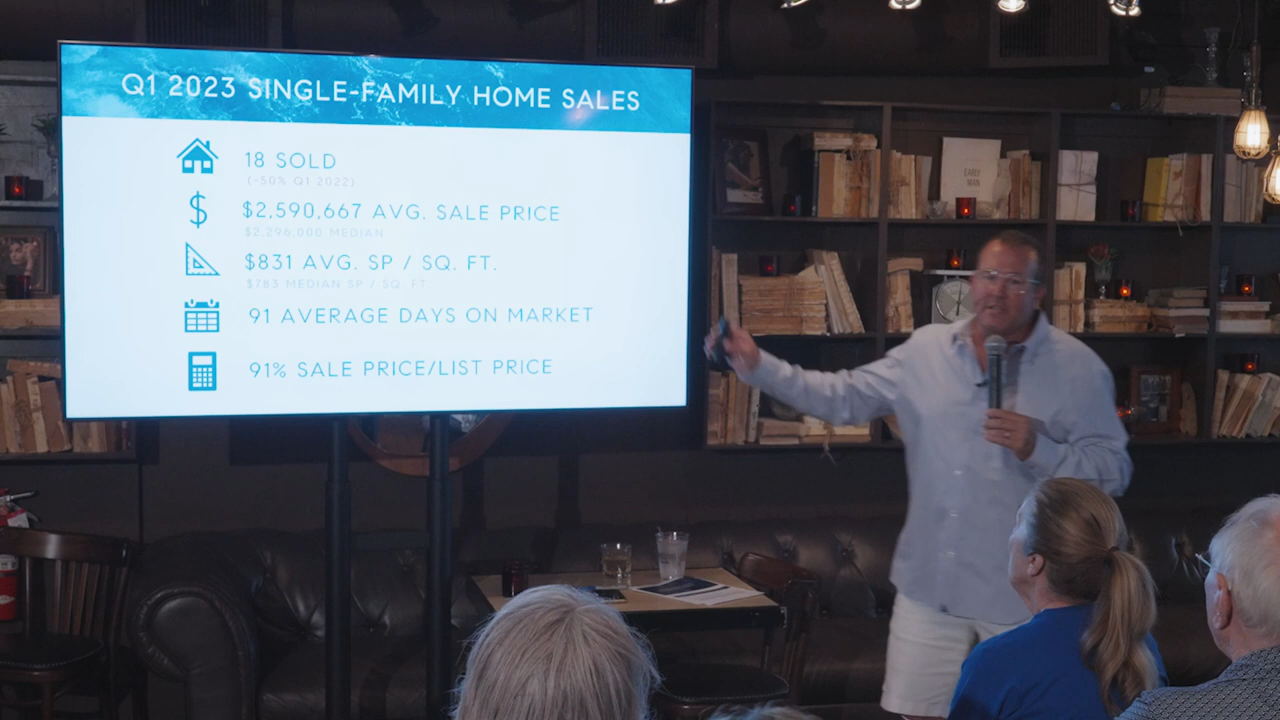 Q1 2023 SINGLE-FAMILY HOME SALES
18 SOLD
(-50% Q1 2022)
$2,590,667 AVG. SALE PRICE
$2,296,000 MEDIAN
$831 AVG. SP / SQ. FT.
$783 MEDIAN SP / SQ. FT.
91 AVERAGE DAYS ON MARKET
91% SALE PRICE/LIST PRICE
EARLY
MAN